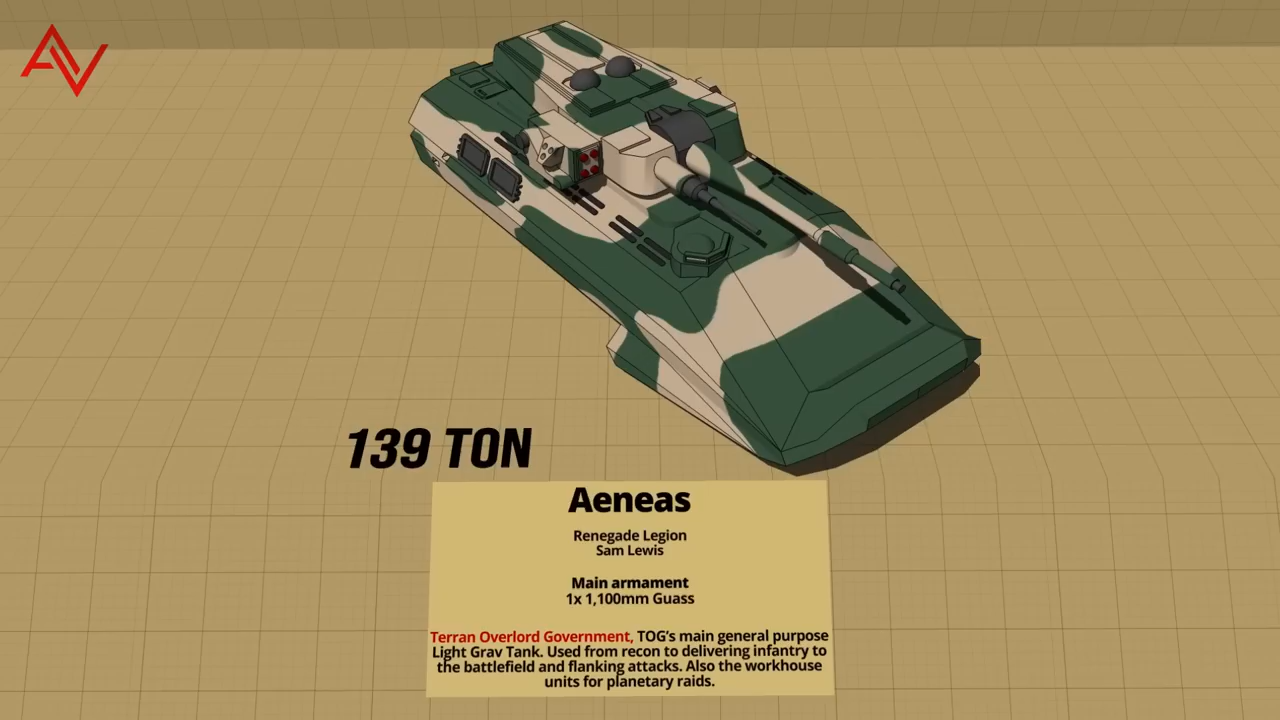 AV
139 TON
Aeneas
Renegade Legion
Sam Lewis
Main armament
1x 1,100mm Guass
Terran Overlord Government, TOG's main general purpose
Light Grav Tank. Used from recon to delivering infantry to
the battlefield and flanking attacks. Also the workhouse
units for planetary raids.